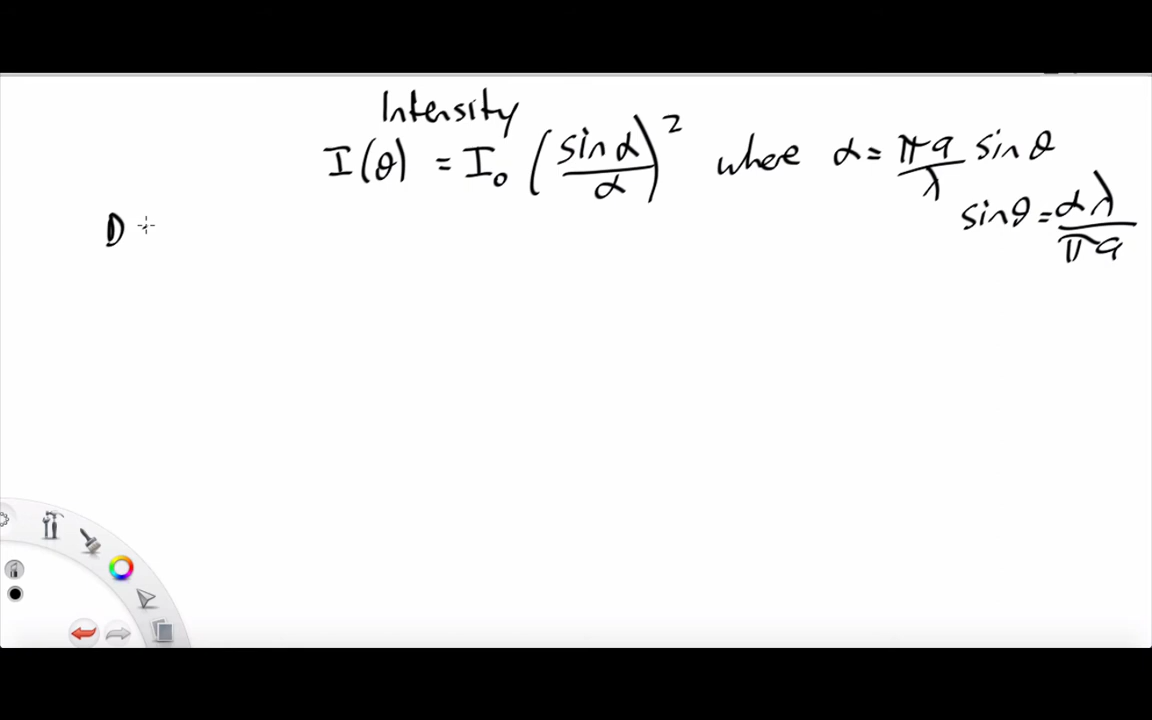 Intensity
I(θ) = I₀ (sin α / α)² where α = πa/λ sin θ
sin θ = αλ/πa
D